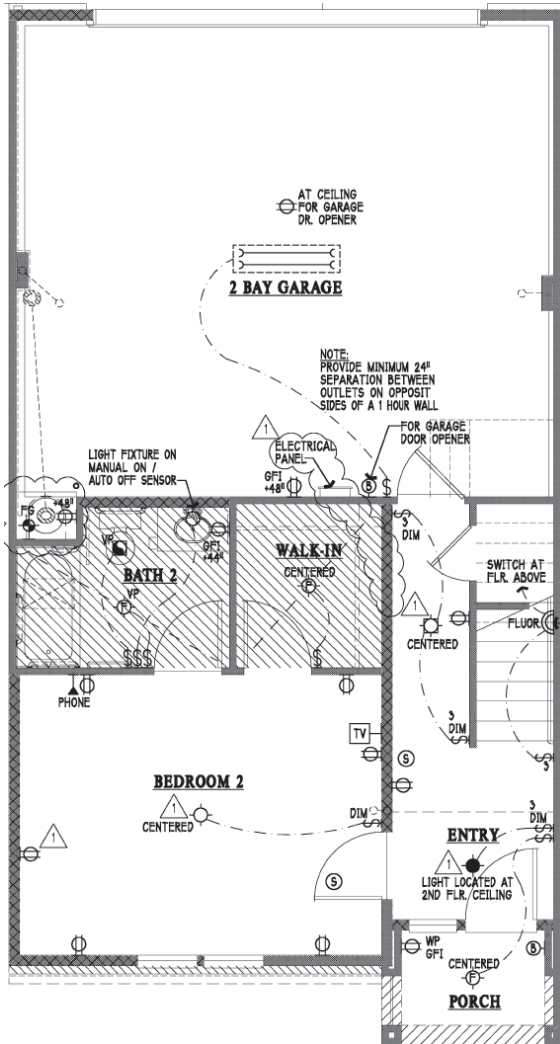 AT CEILING
FOR GARAGE
DR. OPENER
2 BAY GARAGE
NOTE:
PROVIDE MINIMUM 24"
SEPARATION BETWEEN
OUTLETS ON OPPOSIT
SIDES OF A 1 HOUR WALL
1
FOR GARAGE
DOOR OPENER
ELECTRICAL
PANEL
LIGHT FIXTURE ON
MANUAL ON /
AUTO OFF SENSOR
GFI
+48"
B
$
+48"
FG
VP
GFI
+44"
BATH 2
VP
F
$$$
WALK-IN
CENTERED
F
$
$
3
DIM
SWITCH AT
FLR. ABOVE
1
CENTERED
FLUOR.
PHONE
TV
S
3
DIM
$
$
3
BEDROOM 2
1
CENTERED
DIM
$
1
S
3
DIM
$
$
ENTRY
1
LIGHT LOCATED AT
2ND FLR. CEILING
WP
GFI
B
CENTERED
F
PORCH